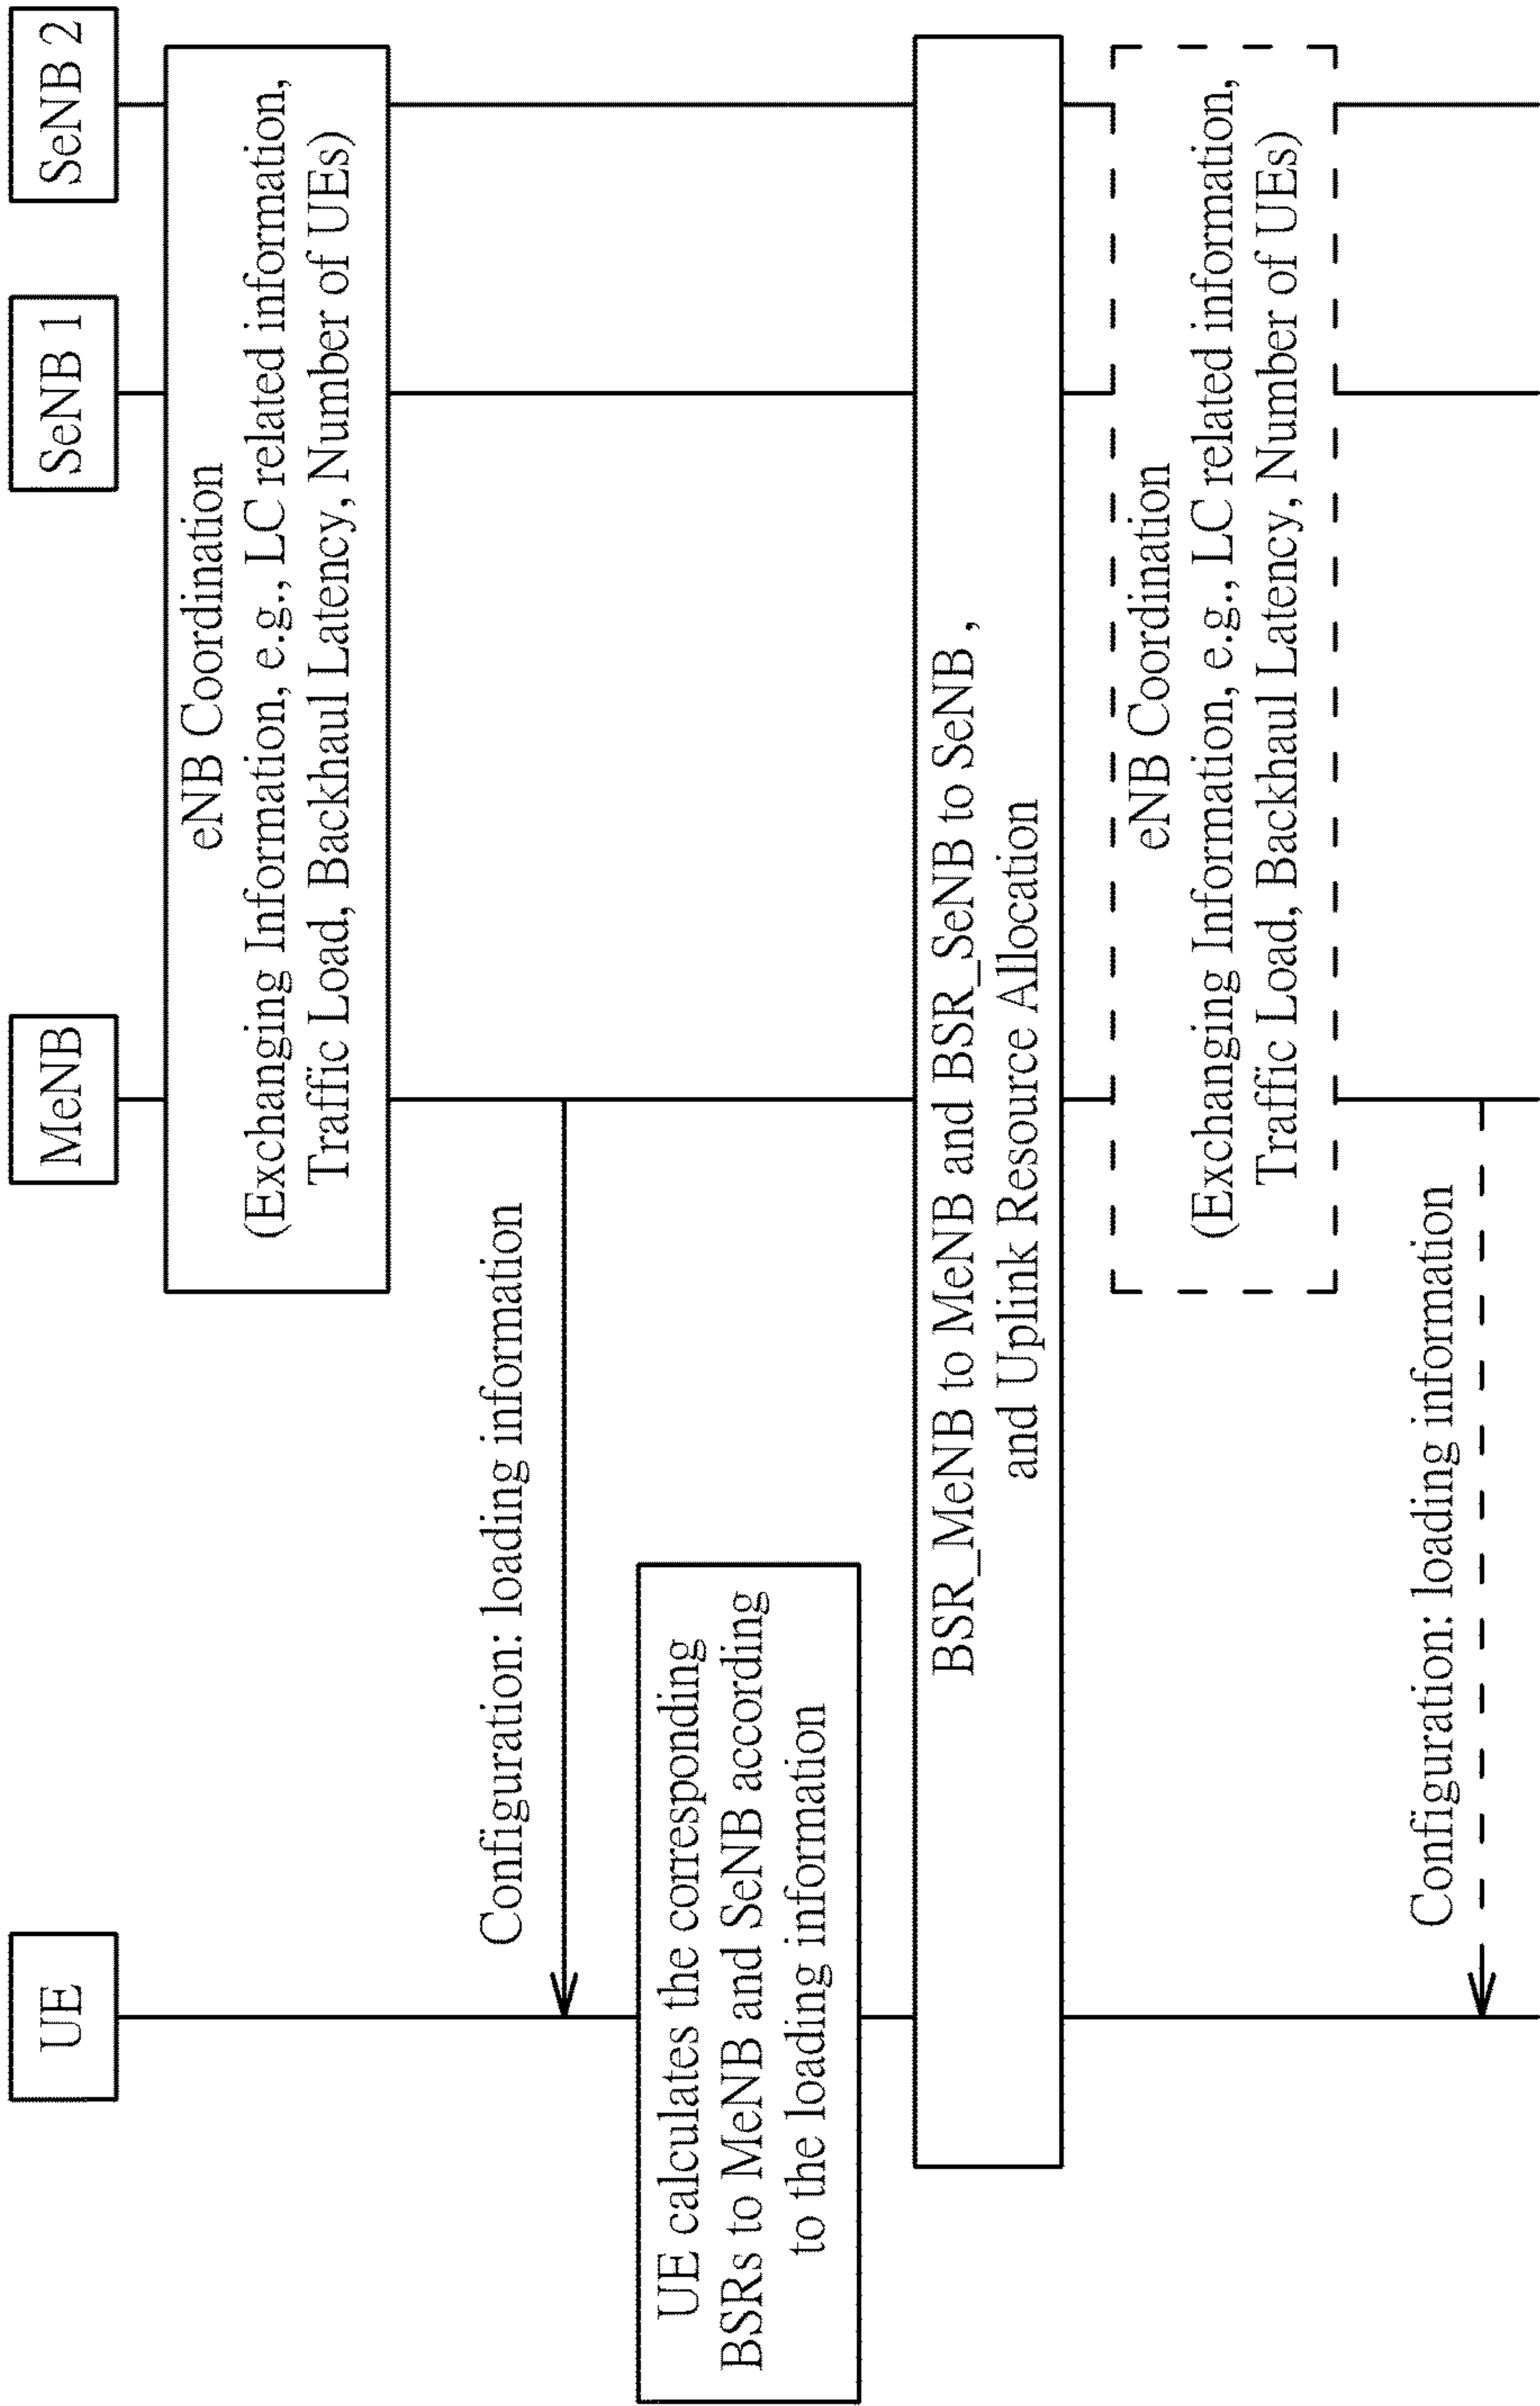 UE
MeNB
SeNB 1
SeNB 2
eNB Coordination
(Exchanging Information, e.g., LC related information,
Traffic Load, Backhaul Latency, Number of UEs)
Configuration: loading information
UE calculates the corresponding
BSRs to MeNB and SeNB according
to the loading information
BSR_MeNB to MeNB and BSR_SeNB to SeNB ,
and Uplink Resource Allocation
eNB Coordination
(Exchanging Information, e.g., LC related information,
Traffic Load, Backhaul Latency, Number of UEs)
Configuration: loading information